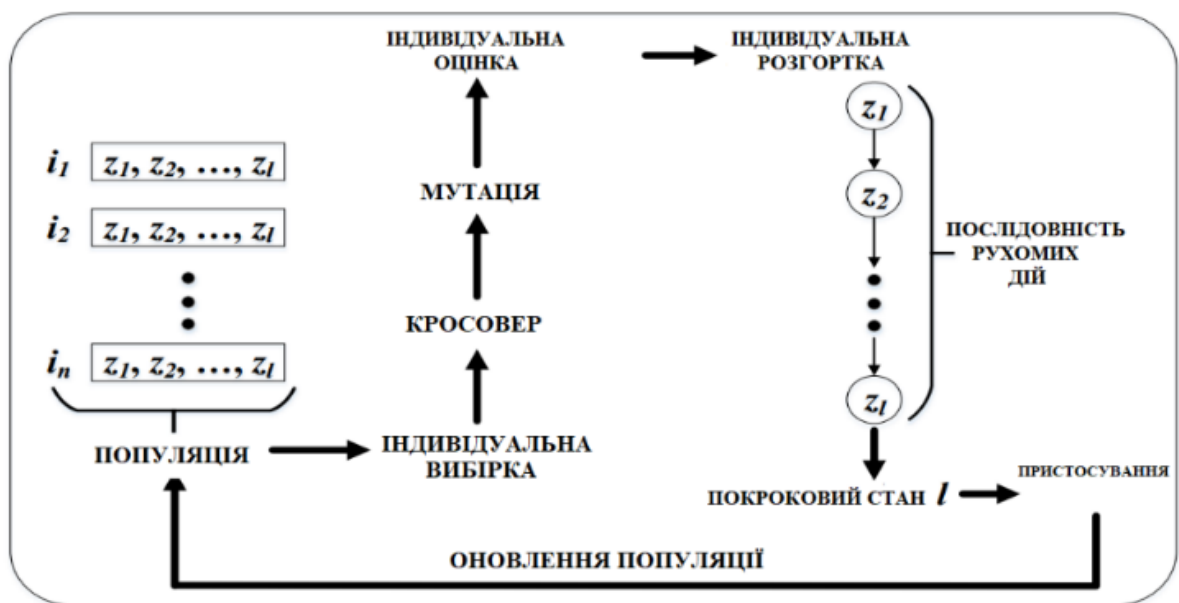 ІНДИВІДУАЛЬНА
ОЦІНКА
ІНДИВІДУАЛЬНА
РОЗГОРТКА
z1
i1 z1, z2, …, zl
МУТАЦІЯ
z2
i2 z1, z2, …, zl
ПОСЛІДОВНІСТЬ
РУХОМИХ
ДІЙ
КРОСОВЕР
in z1, z2, …, zl
zl
ПОПУЛЯЦІЯ
ІНДИВІДУАЛЬНА
ВИБІРКА
ПОКРОКОВИЙ СТАН l
ПРИСТОСУВАННЯ
ОНОВЛЕННЯ ПОПУЛЯЦІЇ